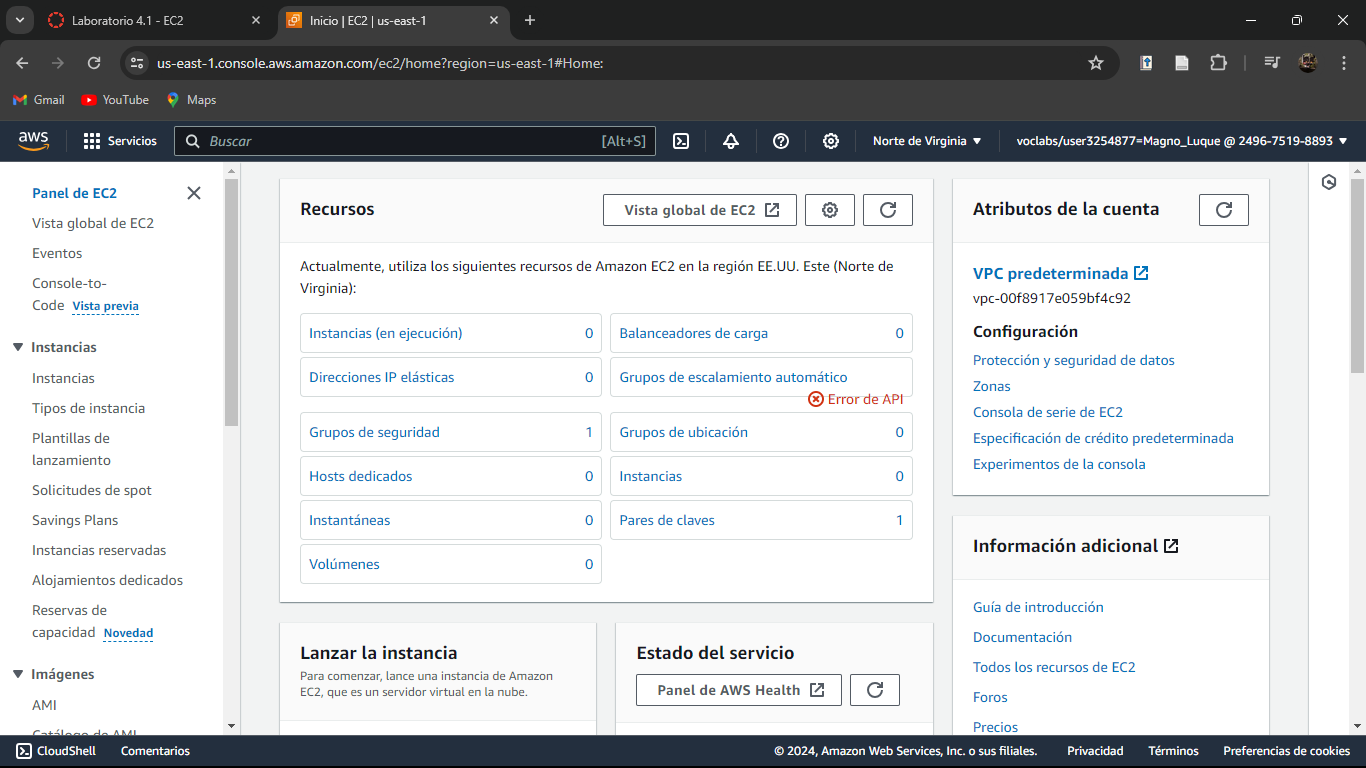 Laboratorio 4.1 - EC2
Inicio | EC2 | us-east-1
us-east-1.console.aws.amazon.com/ec2/home?region=us-east-1#Home:
Gmail
YouTube
Maps
aws
Servicios
Buscar
[Alt+S]
Norte de Virginia
voclabs/user3254877=Magno_Luque @ 2496-7519-8893
Panel de EC2
Vista global de EC2
Eventos
Console-to-
Code Vista previa
Instancias
Instancias
Tipos de instancia
Plantillas de
lanzamiento
Solicitudes de spot
Savings Plans
Instancias reservadas
Alojamientos dedicados
Reservas de
capacidad Novedad
Imágenes
AMI
Catálogo de AMI
Recursos
Vista global de EC2
Actualmente, utiliza los siguientes recursos de Amazon EC2 en la región EE.UU. Este (Norte de
Virginia):
Instancias (en ejecución) 0
Balanceadores de carga 0
Direcciones IP elásticas 0
Grupos de escalamiento automático
Error de API
Grupos de seguridad 1
Grupos de ubicación 0
Hosts dedicados 0
Instancias 0
Instantáneas 0
Pares de claves 1
Volúmenes 0
Lanzar la instancia
Para comenzar, lance una instancia de Amazon
EC2, que es un servidor virtual en la nube.
Estado del servicio
Panel de AWS Health
Atributos de la cuenta
VPC predeterminada
vpc-00f8917e059bf4c92
Configuración
Protección y seguridad de datos
Zonas
Consola de serie de EC2
Especificación de crédito predeterminada
Experimentos de la consola
Información adicional
Guía de introducción
Documentación
Todos los recursos de EC2
Foros
Precios
CloudShell
Comentarios
© 2024, Amazon Web Services, Inc. o sus filiales.
Privacidad
Términos
Preferencias de cookies